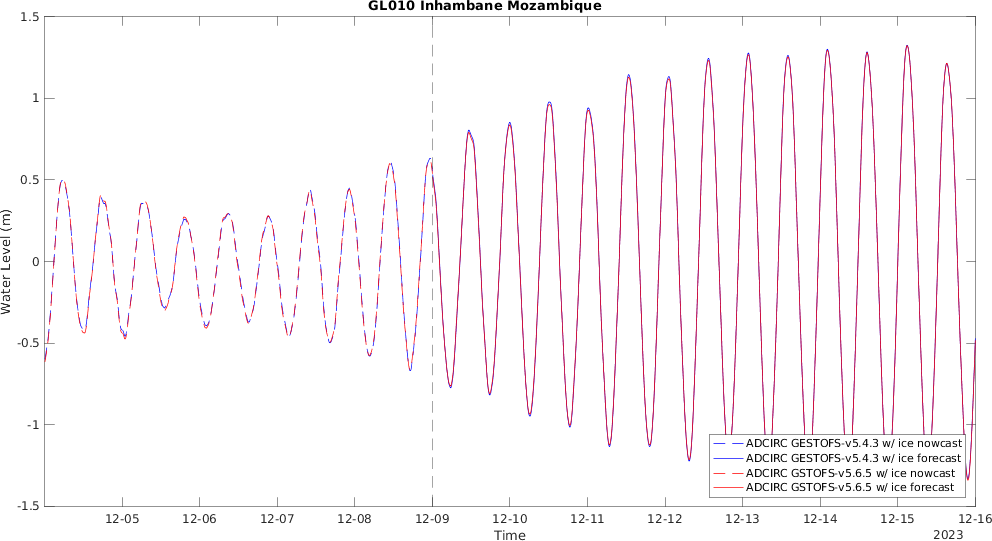 GL010 Inhambane Mozambique
Water Level (m)
1.5
1
0.5
0
-0.5
-1
-1.5
ADCIRC GESTOFS-v5.4.3 w/ ice nowcast
ADCIRC GESTOFS-v5.4.3 w/ ice forecast
ADCIRC GSTOFS-v5.6.5 w/ ice nowcast
ADCIRC GSTOFS-v5.6.5 w/ ice forecast
12-05 12-06 12-07 12-08 12-09 12-10 12-11 12-12 12-13 12-14 12-15 12-16
Time
2023